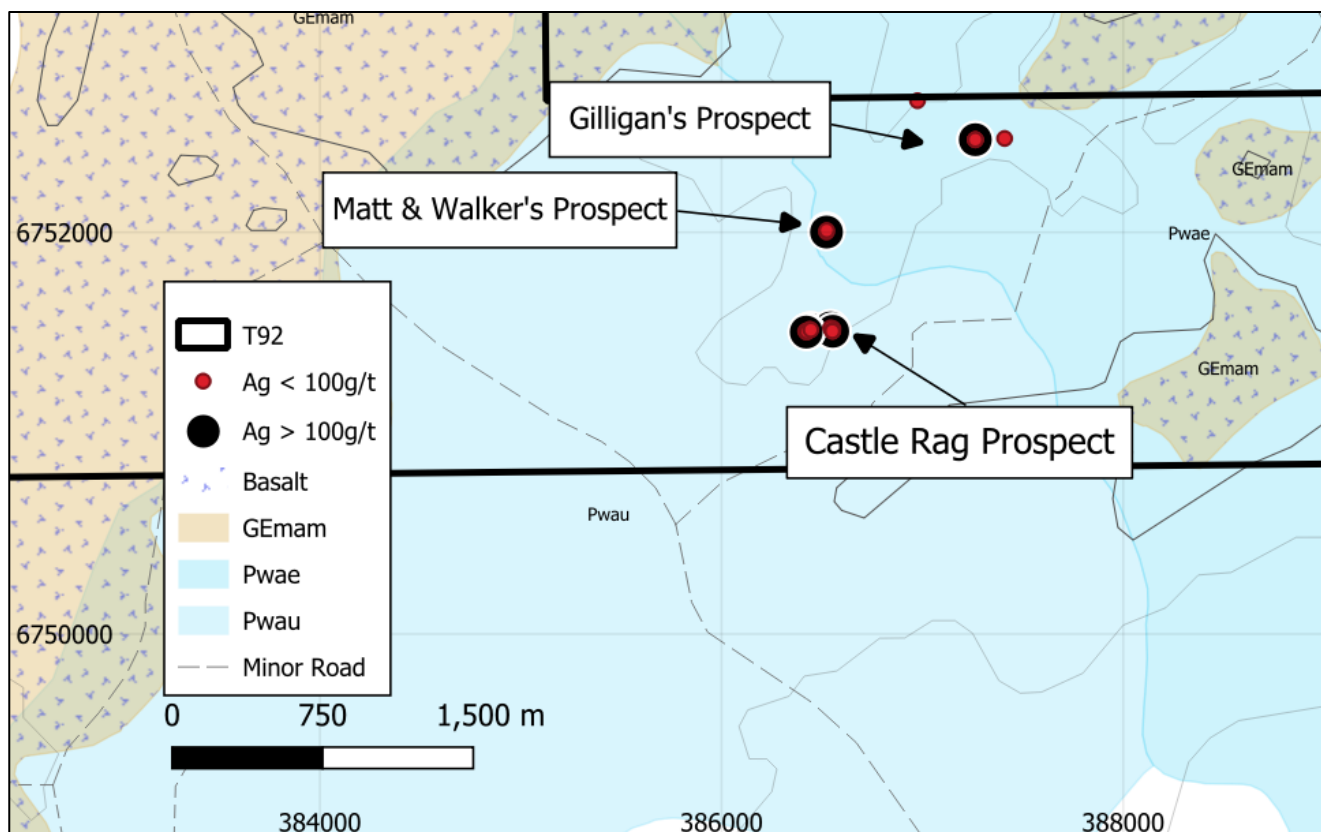 GEmam
Gilligan's Prospect
GEmam
Matt & Walker's Prospect
6752000
Pwae
T92
Ag < 100g/t
Ag > 100g/t
Basalt
GEmam
Pwae
Pwau
Minor Road
GEmam
Castle Rag Prospect
Pwau
6750000
0 750 1,500 m
384000 386000 388000